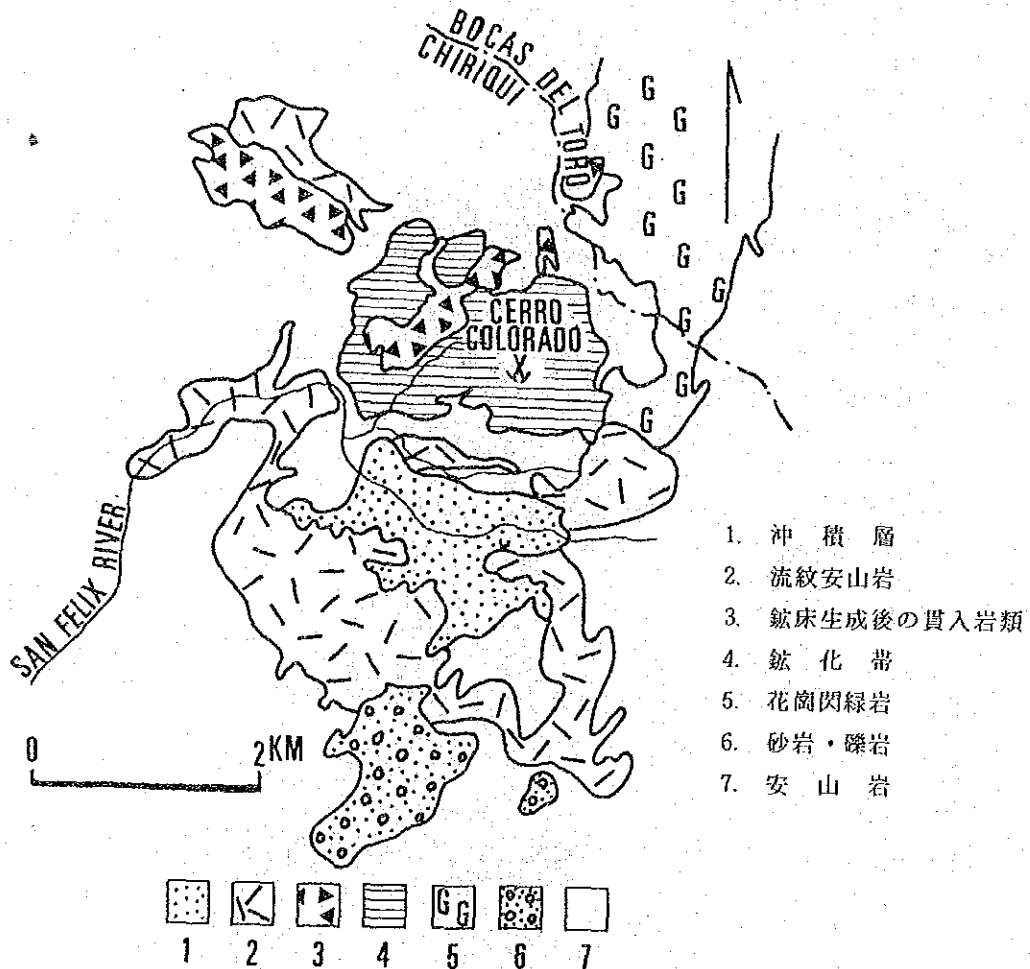 BOCAS DEL TORO
CHIRIQUI
G
G
G
G
G
G
G
G
G
G
G
CERRO
COLORADO
SAN FELIX RIVER
0 2 KM
1. 沖積層
2. 流紋安山岩
3. 鉱床生成後の貫入岩類
4. 鉱化帯
5. 花崗閃緑岩
6. 砂岩・礫岩
7. 安山岩
G G
1 2 3 4 5 6 7